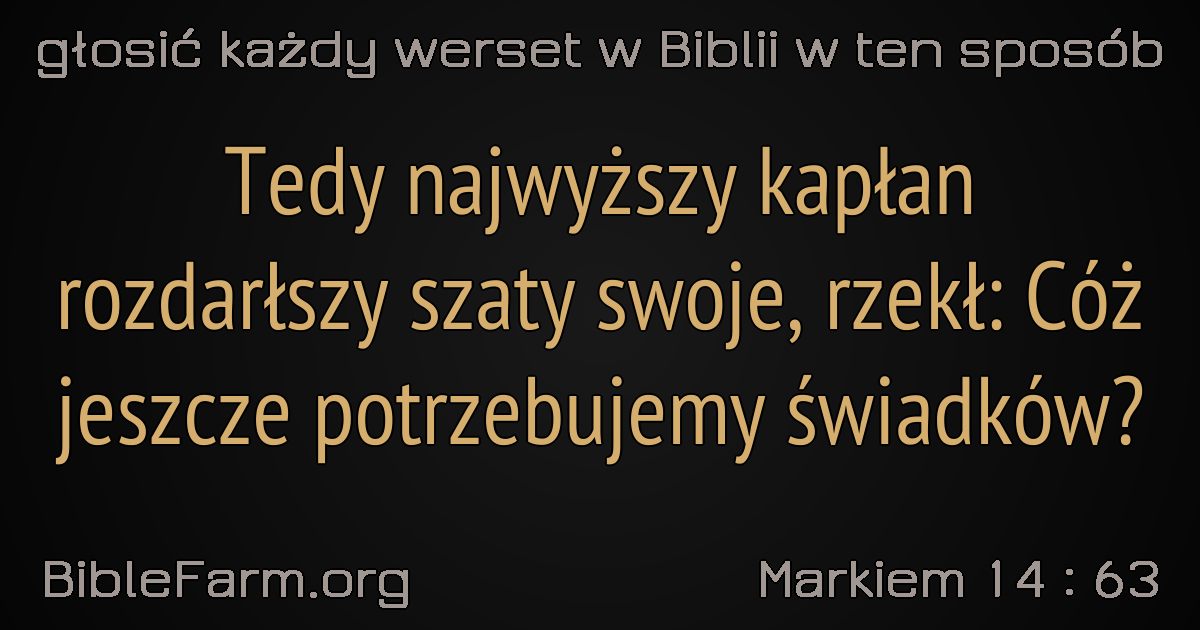 głosić każdy werset w Biblii w ten sposób
Tedy najwyższy kapłan
rozdarłszy szaty swoje, rzekł: Cóż
jeszcze potrzebujemy świadków?
BibleFarm.org
Markiem 14 : 63